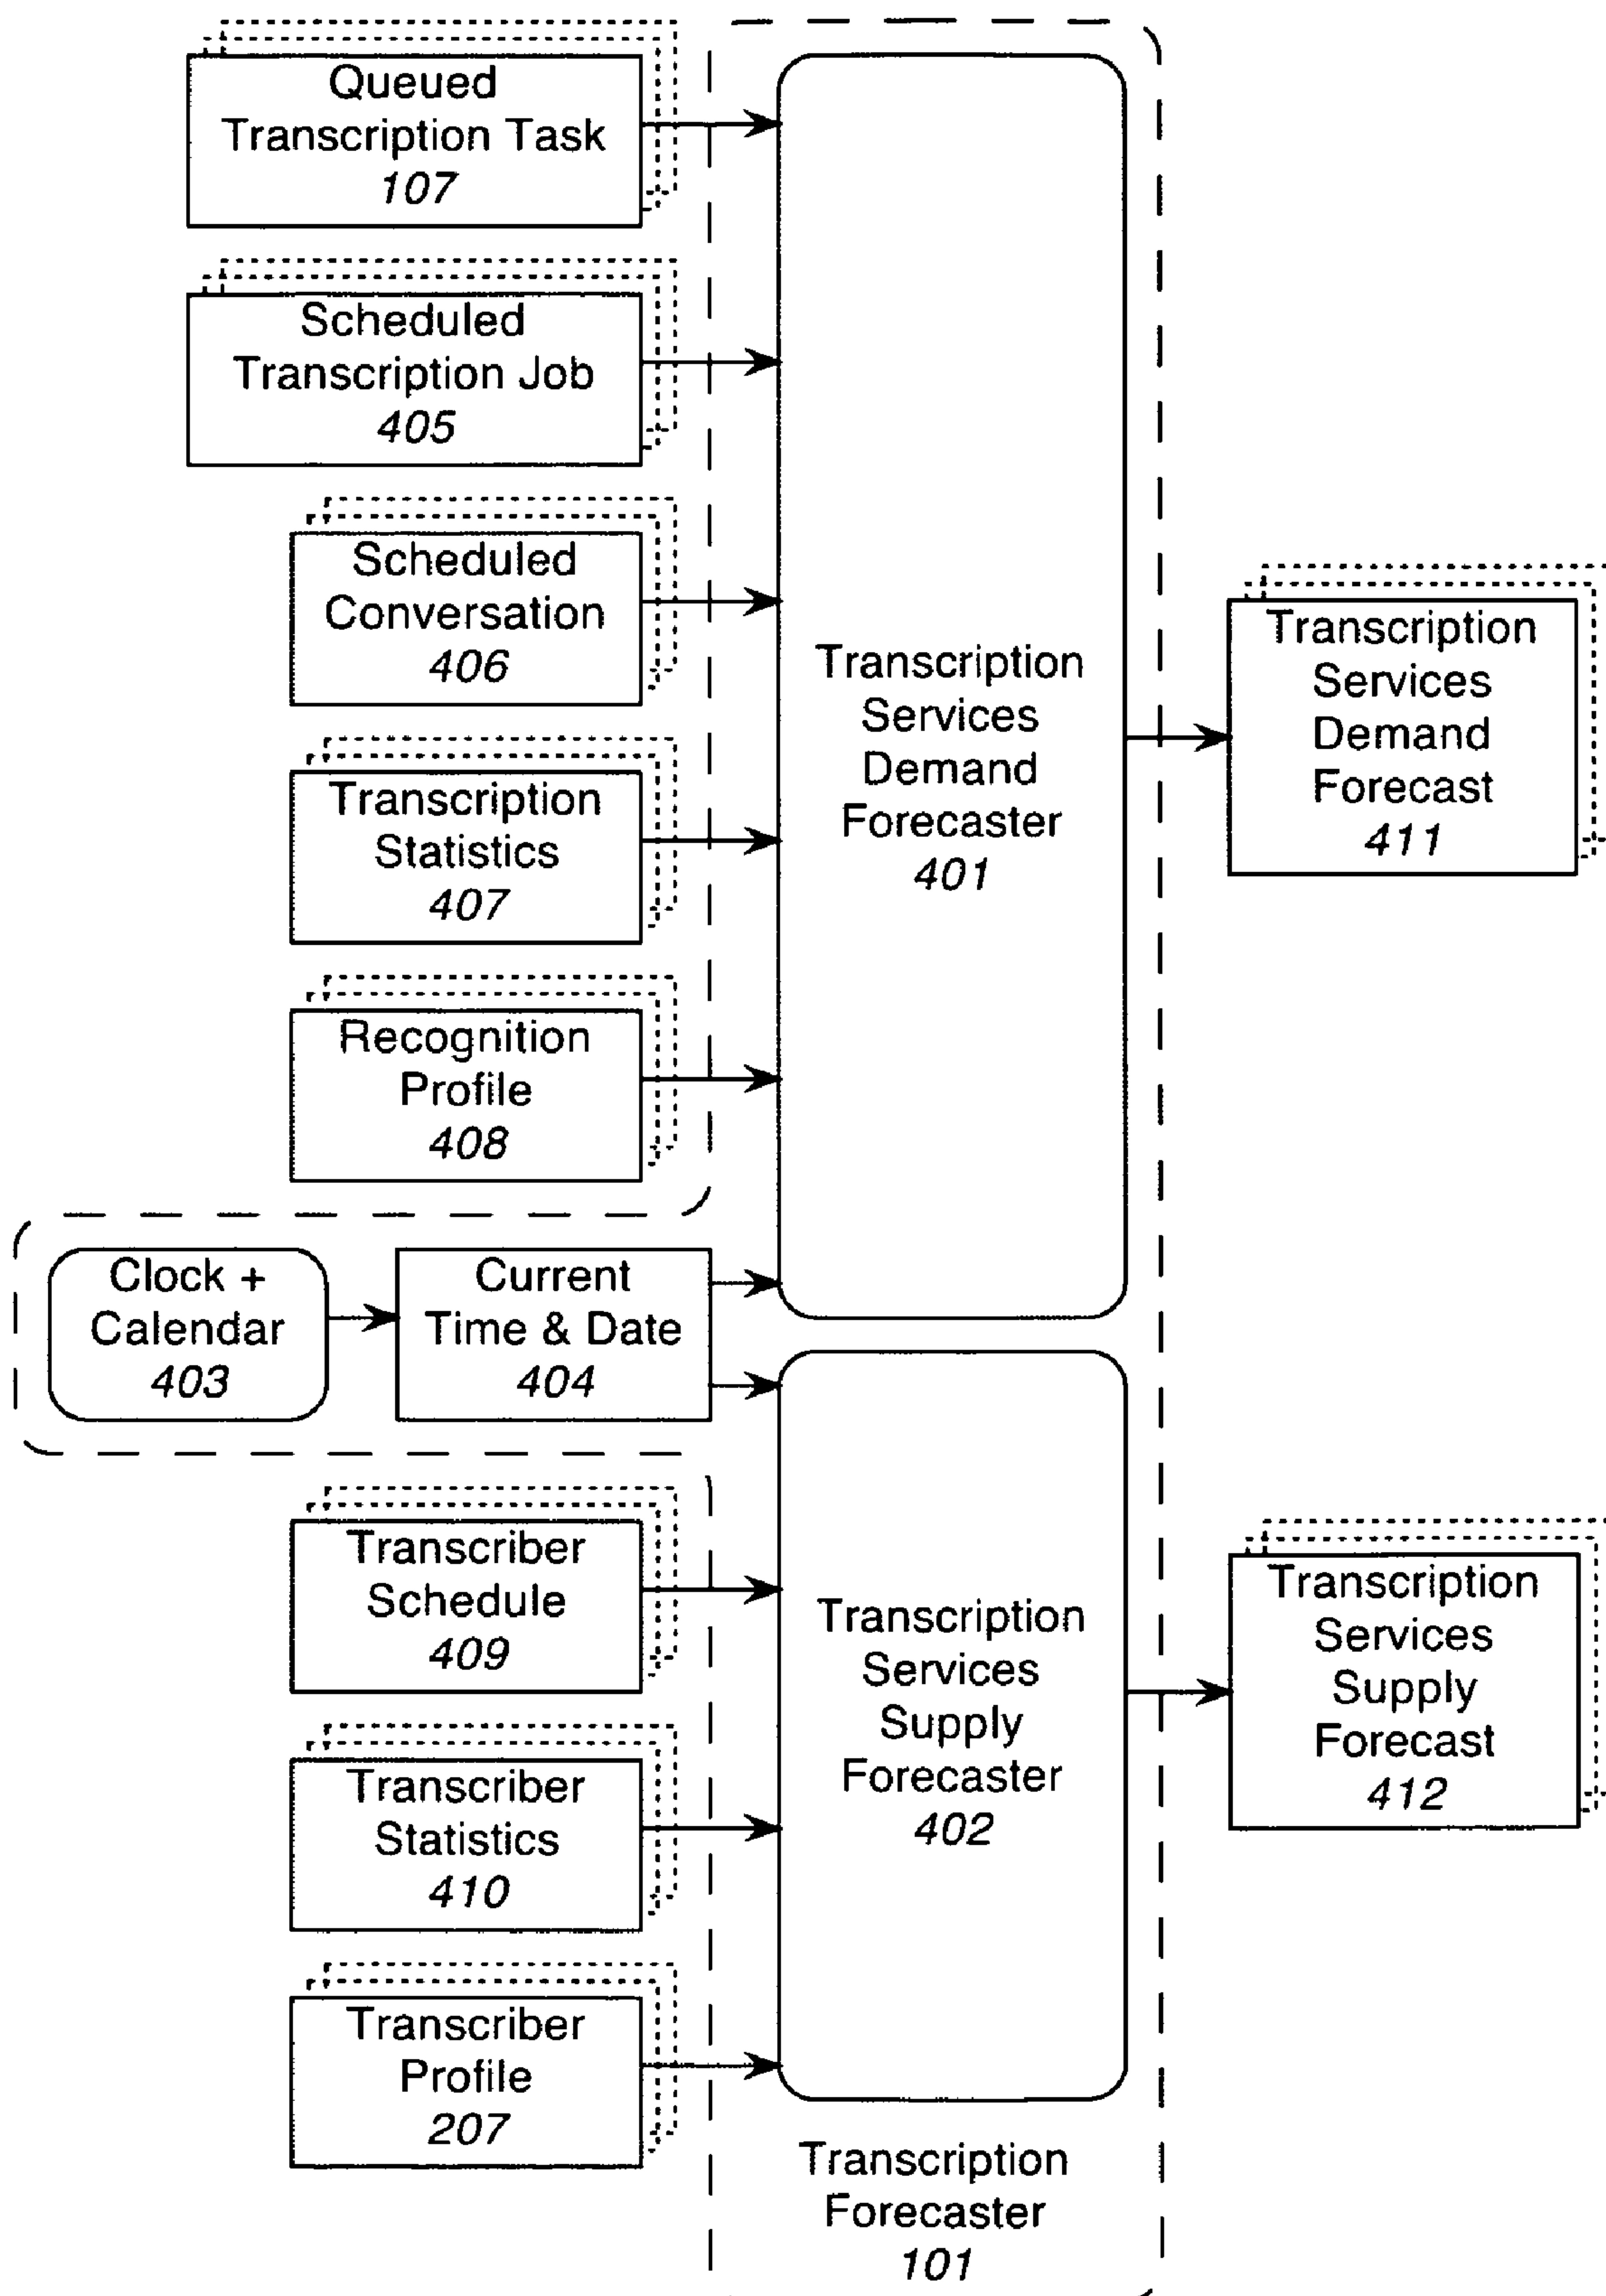 Queued
Transcription Task
107
Scheduled
Transcription Job
405
Scheduled
Conversation
406
Transcription
Statistics
407
Recognition
Profile
408
Transcription
Services
Demand
Forecaster
401
Transcription
Services
Demand
Forecast
411
Clock +
Calendar
403
Current
Time & Date
404
Transcriber
Schedule
409
Transcriber
Statistics
410
Transcriber
Profile
207
Transcription
Services
Supply
Forecaster
402
Transcription
Services
Supply
Forecast
412
Transcription
Forecaster
101